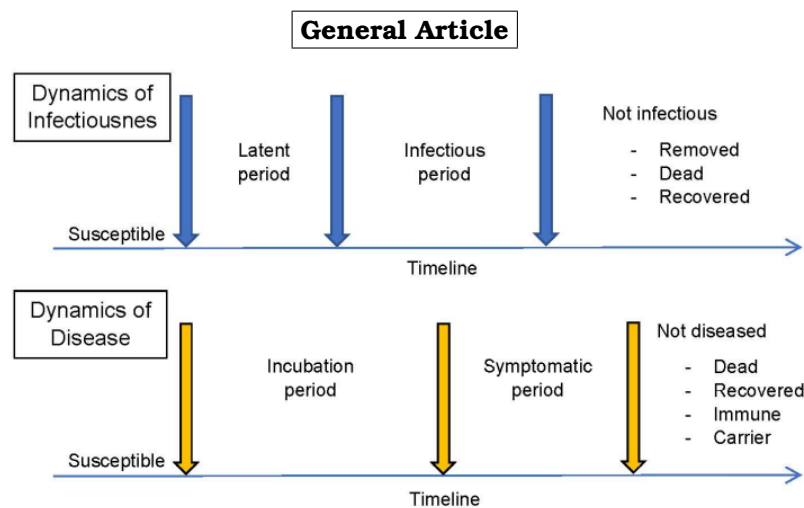 General Article
Dynamics of
Infectiousnes
Latent
period
Infectious
period
Not infectious
- Removed
- Dead
- Recovered
Susceptible
Timeline
Dynamics of
Disease
Incubation
period
Symptomatic
period
Not diseased
- Dead
- Recovered
- Immune
- Carrier
Susceptible
Timeline